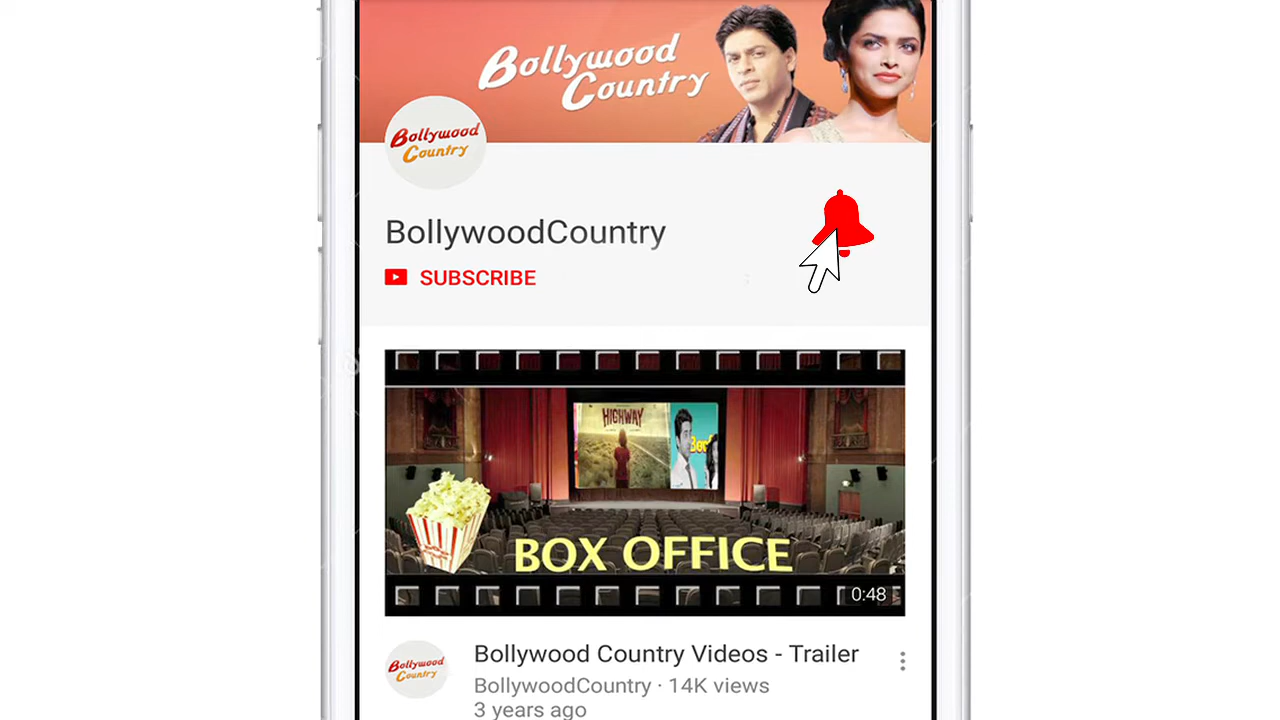 Bollywood
Country
Bollywood
Country
BollywoodCountry
SUBSCRIBE
HIGHWAY
BOX OFFICE
0:48
Bollywood
Country
Bollywood Country Videos - Trailer
BollywoodCountry · 14K views
3 years ago